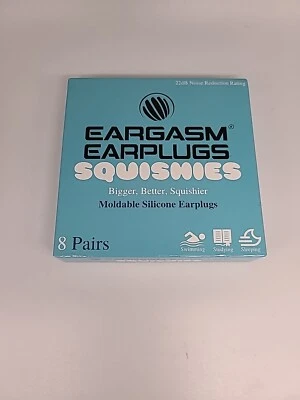 22dB Noise Reduction Rating
EARGASM®
EARPLUGS
SQUISHIES
Bigger, Better, Squishier
Moldable Silicone Earplugs
8 Pairs
Swimming Studying Sleeping